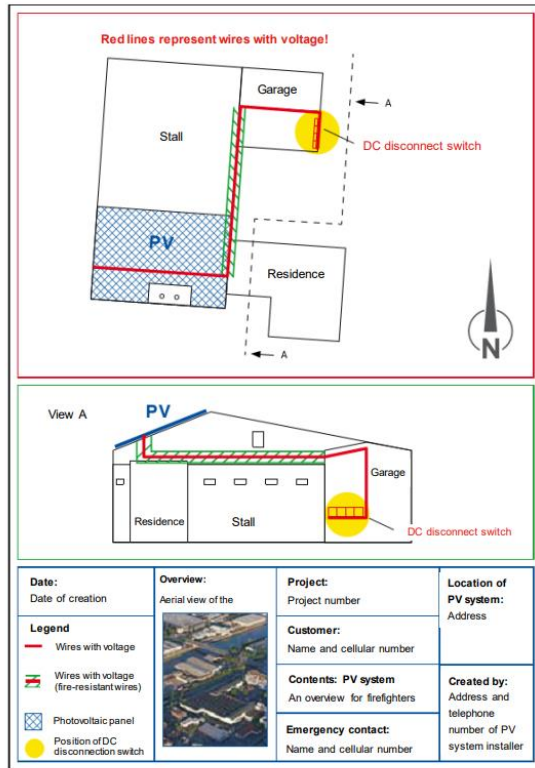 Red lines represent wires with voltage!
Garage
A
Stall
DC disconnect switch
PV
Residence
N
A
View A
PV
Garage
Residence
Stall
DC disconnect switch
Date:
Date of creation
Overview:
Aerial view of the
Project:
Project number
Location of
PV system:
Address
Legend
Wires with voltage
Wires with voltage
(fire-resistant wires)
Photovoltaic panel
Position of DC
disconnection switch
Customer:
Name and cellular number
Contents: PV system
An overview for firefighters
Emergency contact:
Name and cellular number
Created by:
Address and
telephone
number of PV
system installer